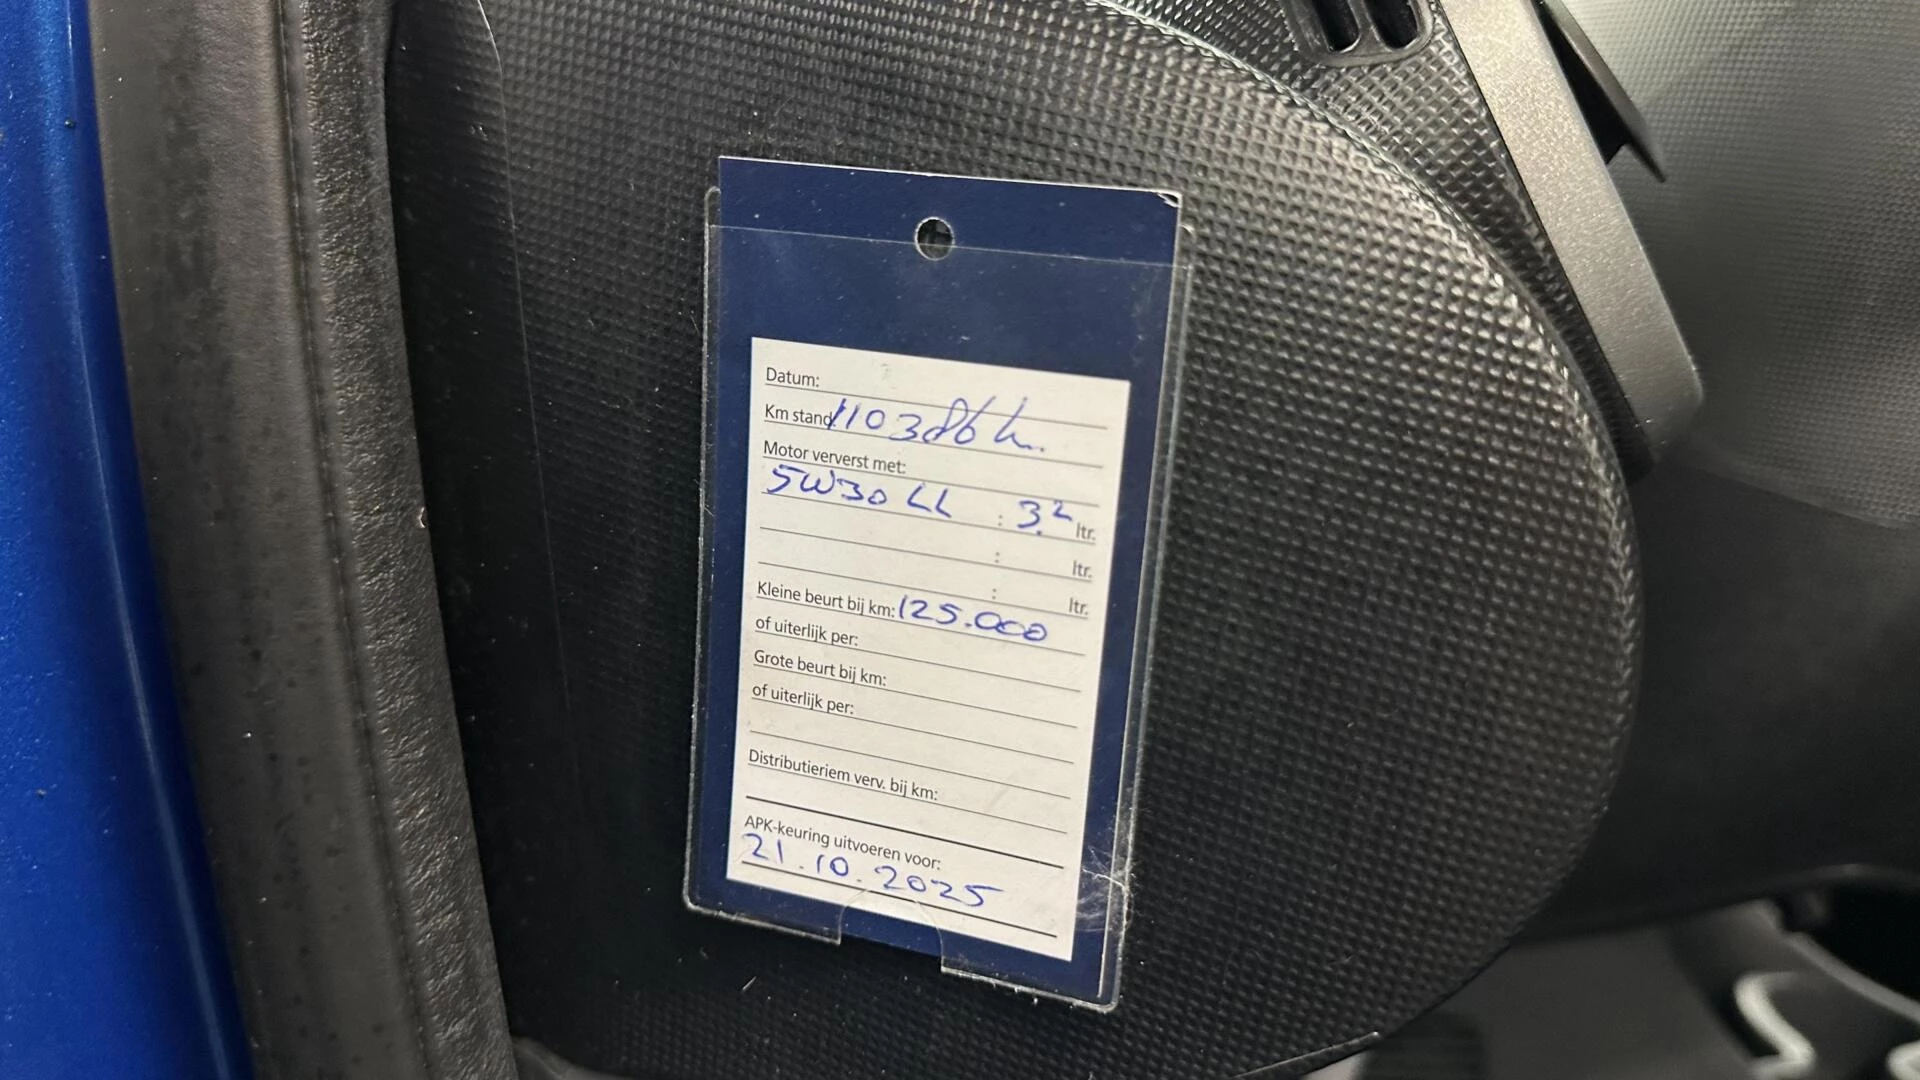 Datum:
Km stand: 110386 k.
Motor ververst met:
5W30 LL : 3.2 ltr.
: ltr.
: ltr.
Kleine beurt bij km: 125.000
of uiterlijk per:
Grote beurt bij km:
of uiterlijk per:
Distributieriem verv. bij km:
APK-keuring uitvoeren voor:
21.10.2025